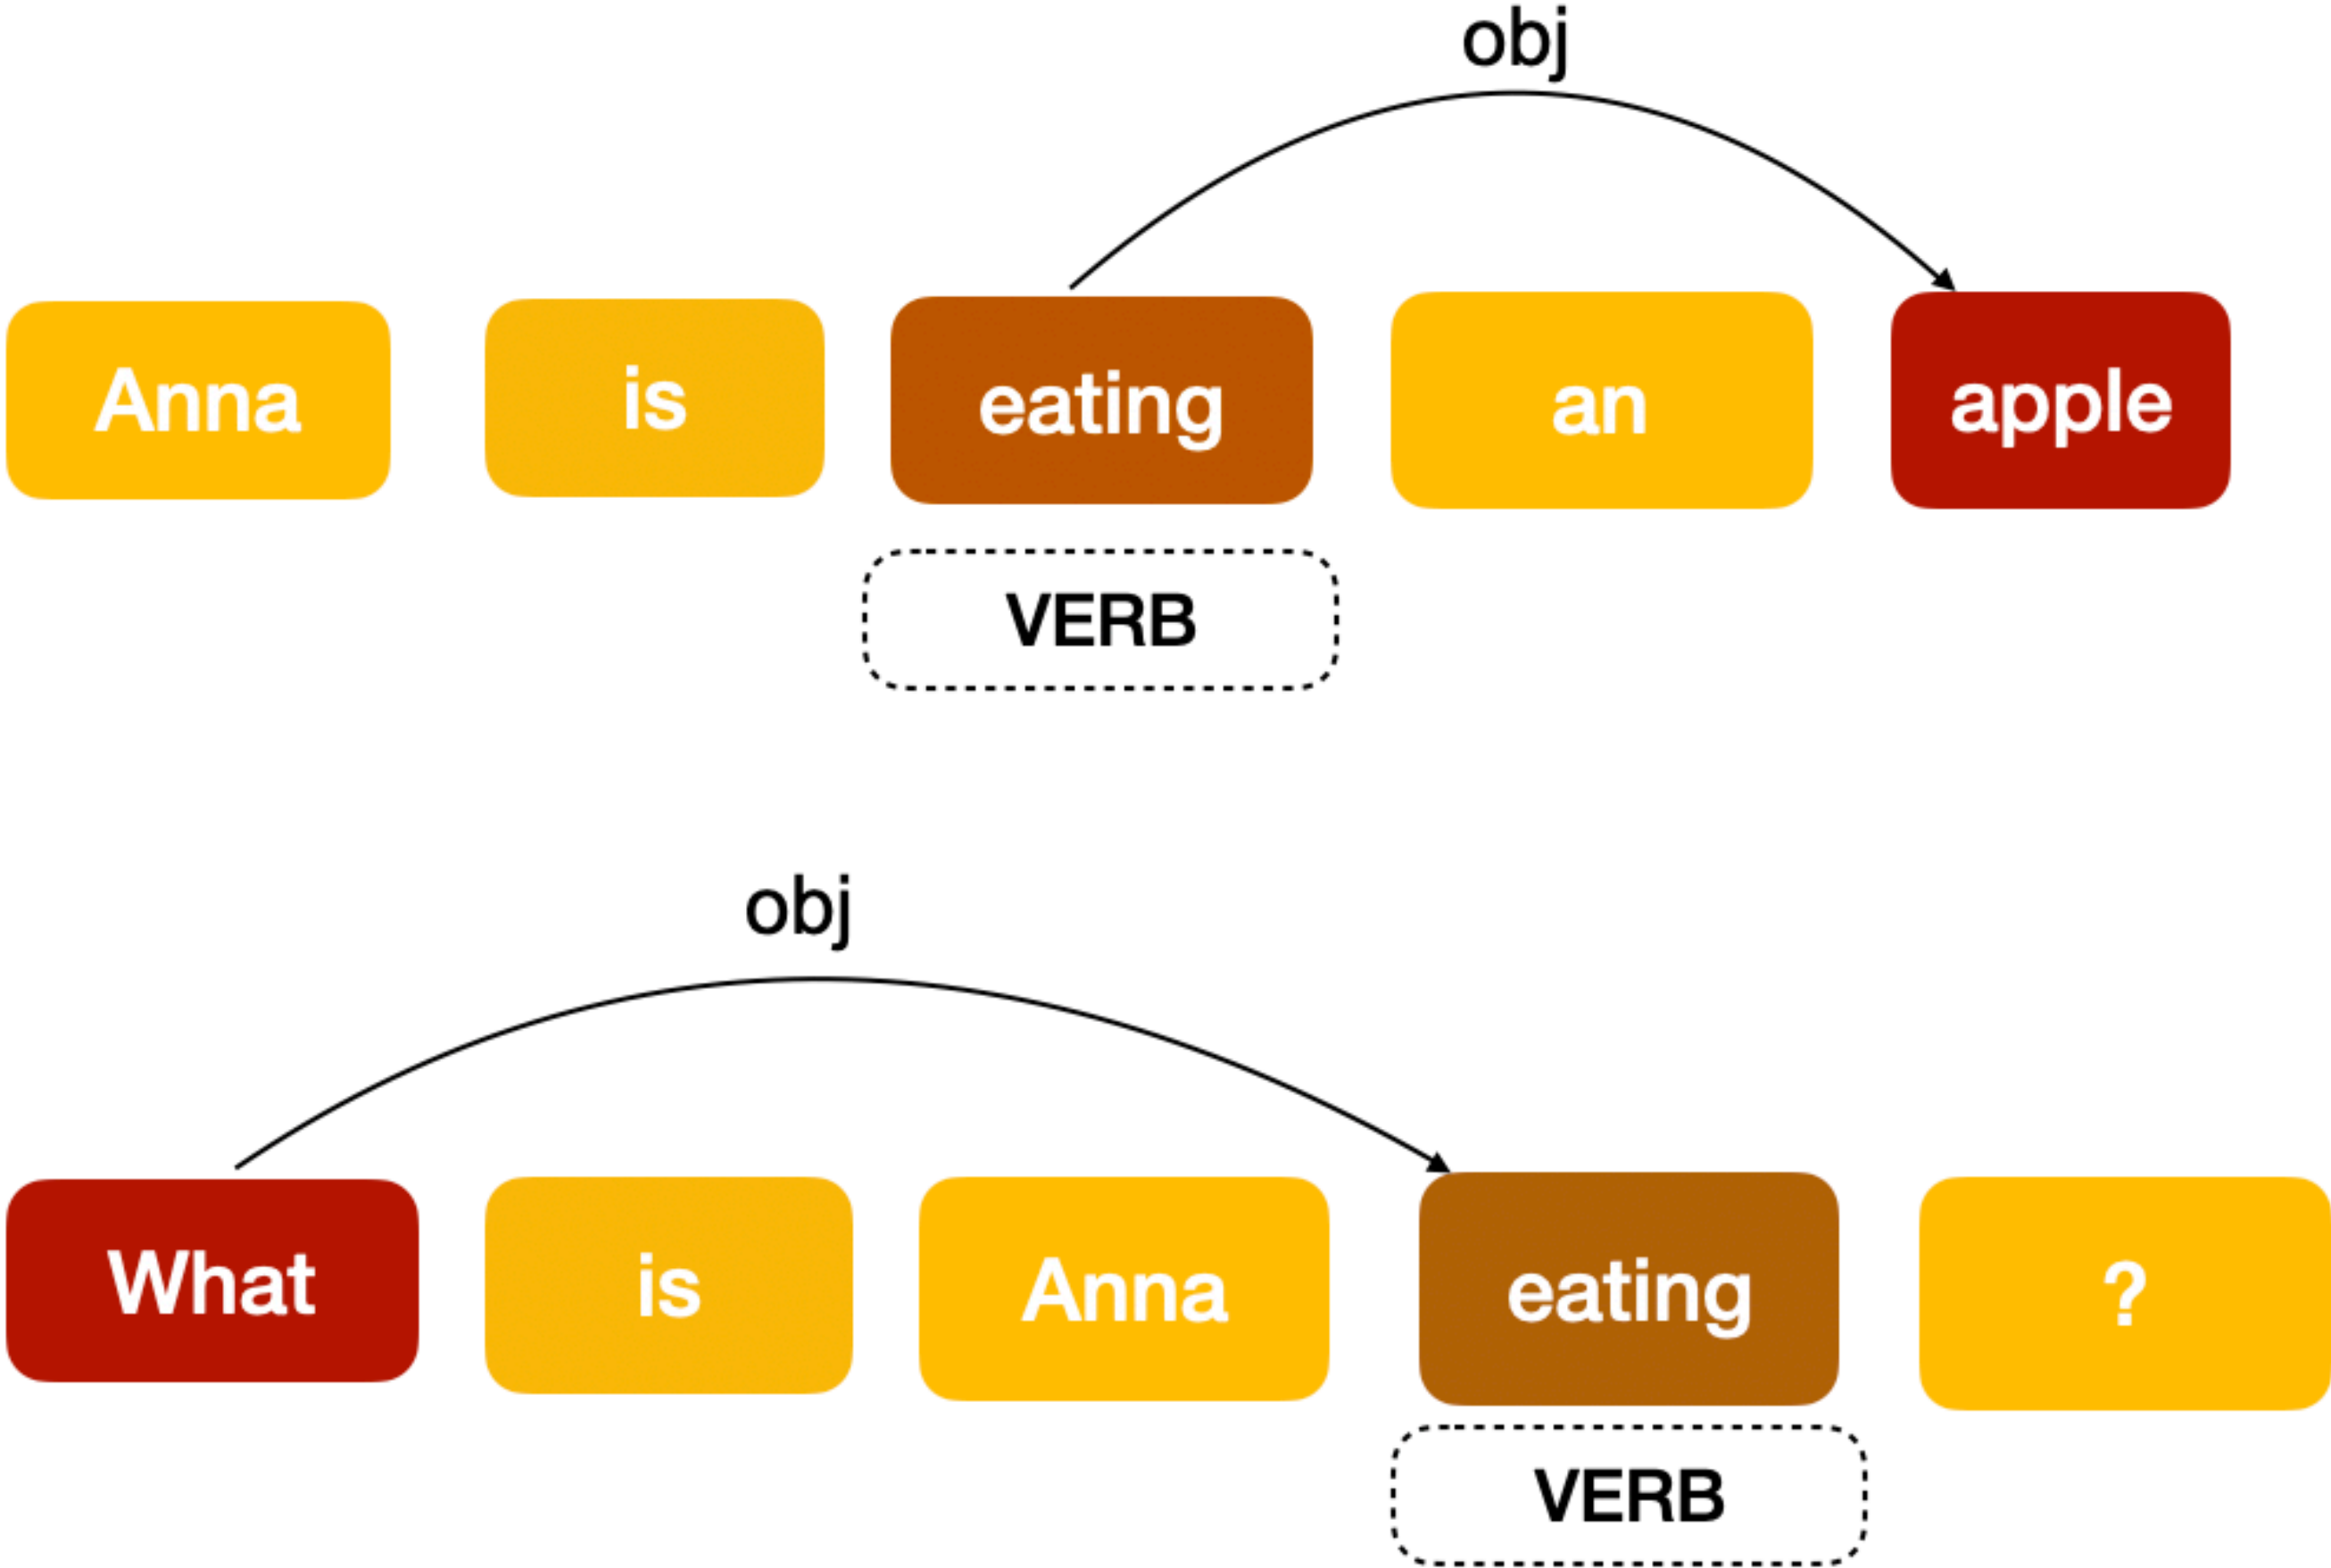 obj
Anna is eating an apple
VERB
obj
What is Anna eating ?
VERB